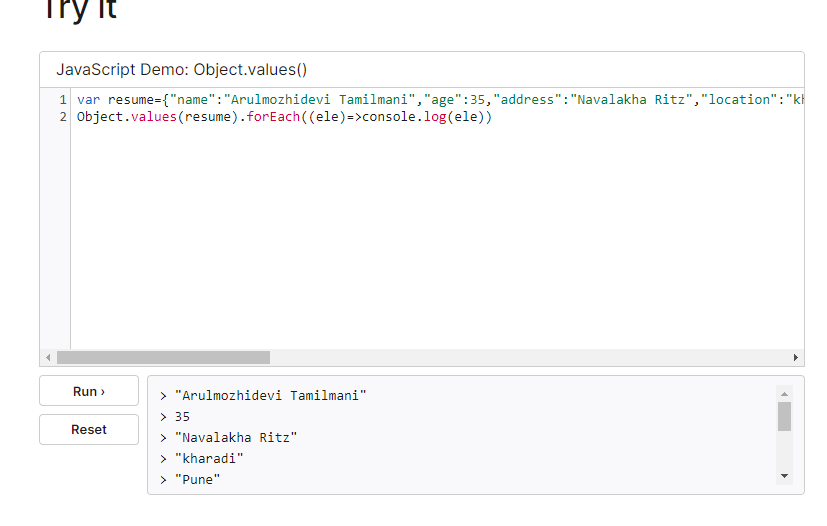 Try it
JavaScript Demo: Object.values()
1 var resume={"name":"Arulmozhidevi Tamilmani","age":35,"address":"Navalakha Ritz","location":"kh
2 Object.values(resume).forEach((ele)=>console.log(ele))
Run ›
Reset
> "Arulmozhidevi Tamilmani"
> 35
> "Navalakha Ritz"
> "kharadi"
> "Pune"